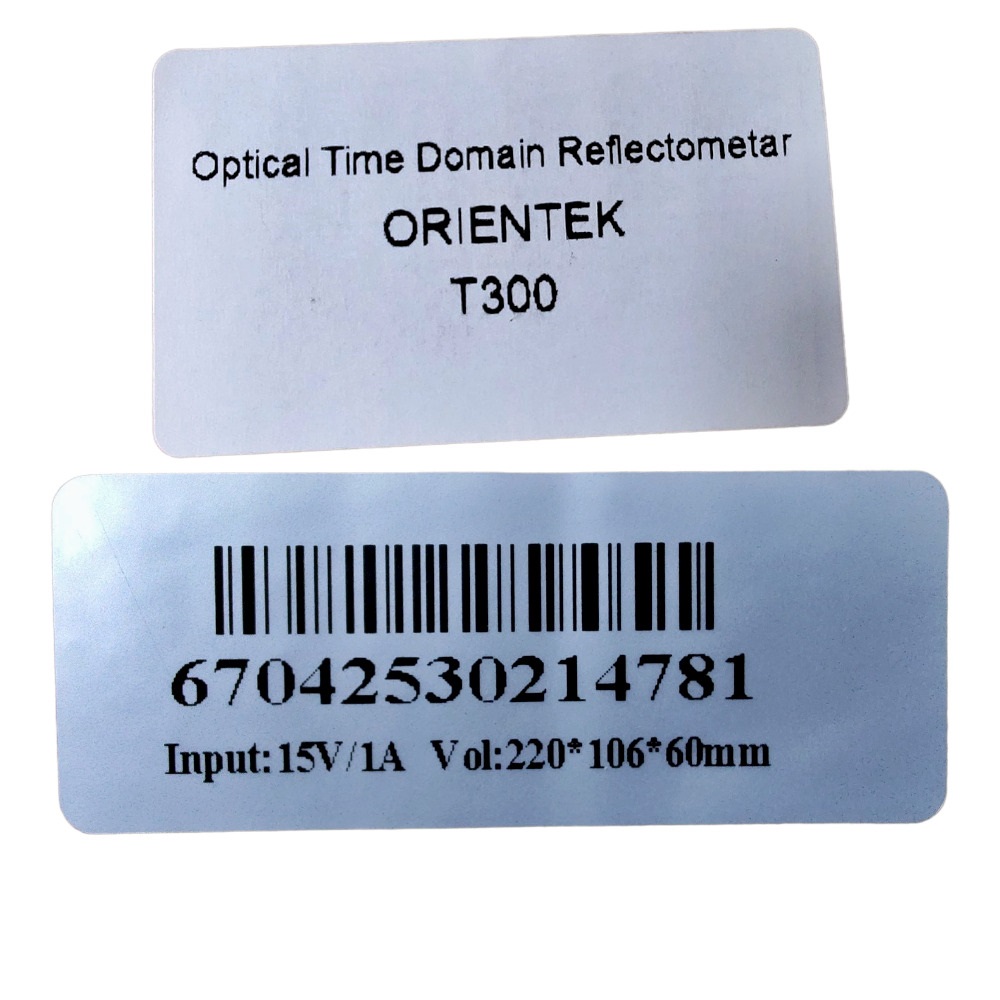 Optical Time Domain Reflectometar
ORIENTEK
T300
67042530214781
Input:15V/1A Vol:220*106*60mm